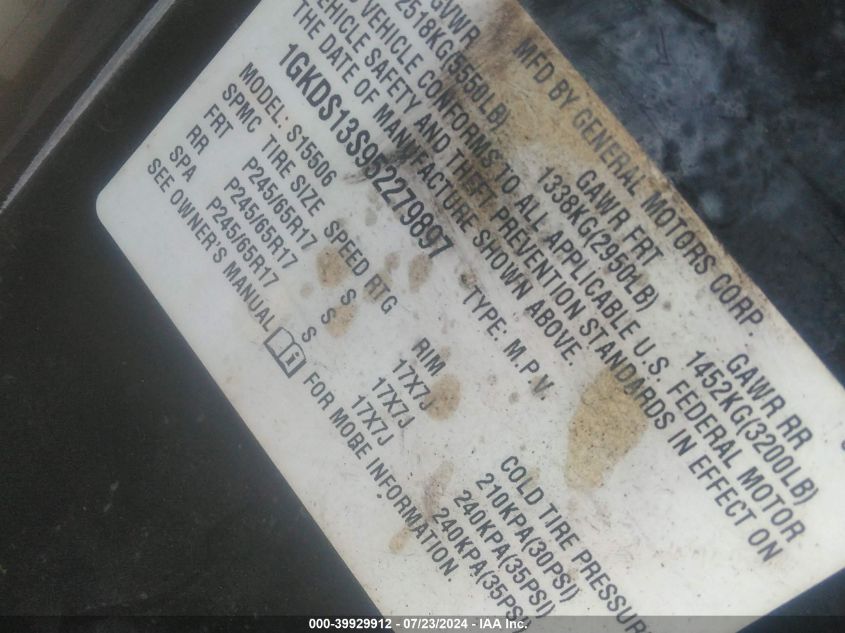 MFD BY GENERAL MOTORS CORP.
GVWR GAWR FRT GAWR RR
2518KG(5550LB) 1338KG(2950LB) 1452KG(3200LB)
VEHICLE CONFORMS TO ALL APPLICABLE U.S. FEDERAL MOTOR
VEHICLE SAFETY AND THEFT PREVENTION STANDARDS IN EFFECT ON
THE DATE OF MANUFACTURE SHOWN ABOVE.
1GKDS13S952279897 TYPE: M.P.V.
MODEL: S15506
SPMC TIRE SIZE SPEED RTG RIM COLD TIRE PRESSURE
FRT P245/65R17 S 17X7J 210KPA(30PSI)
RR P245/65R17 S 17X7J 240KPA(35PSI)
SPA P245/65R17 S 17X7J 240KPA(35PSI)
SEE OWNER'S MANUAL FOR MORE INFORMATION.
000-39929912 - 07/23/2024 - IAA Inc.